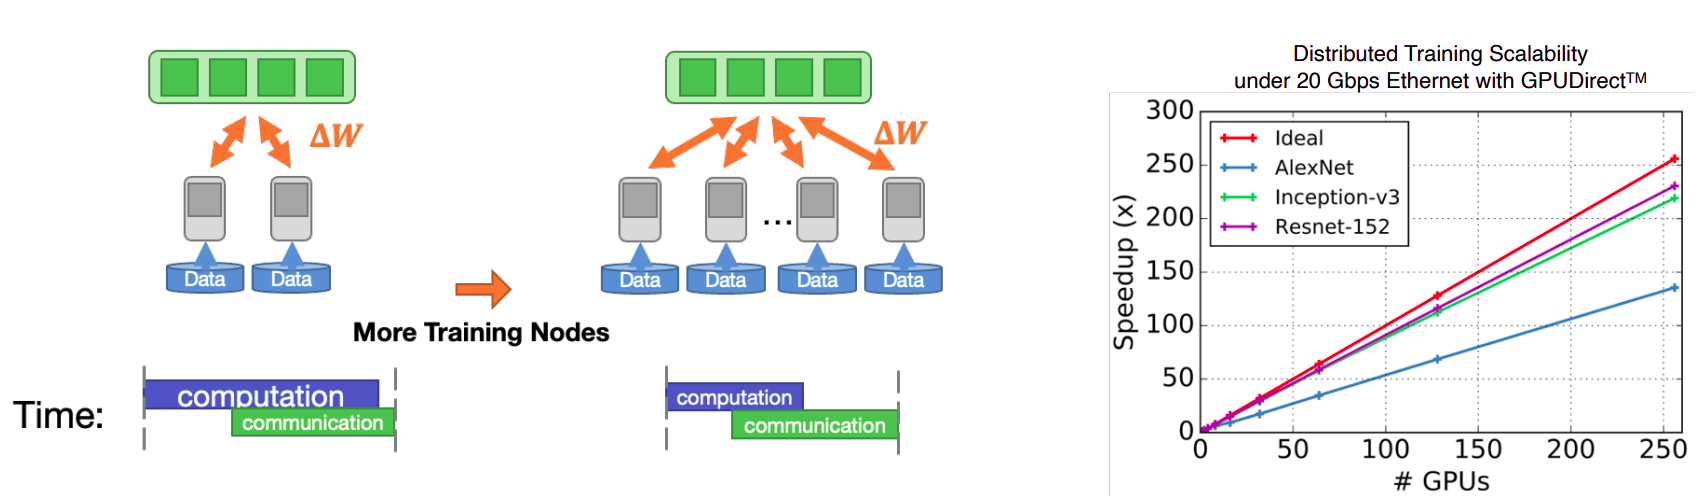 ΔW
Data
Data
More Training Nodes
ΔW
...
Data
Data
Data
Data
Time:
computation
communication
computation
communication
Distributed Training Scalability
under 20 Gbps Ethernet with GPUDirect™
Speedup (x)
300
250
200
150
100
50
0
Ideal
AlexNet
Inception-v3
Resnet-152
0 50 100 150 200 250
# GPUs